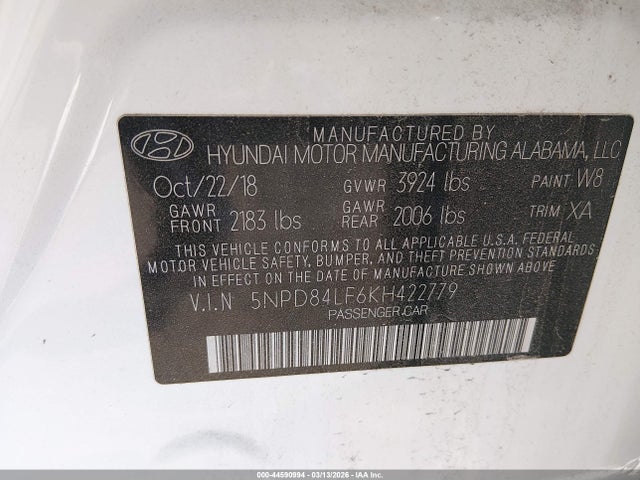 MANUFACTURED BY
HYUNDAI MOTOR MANUFACTURING ALABAMA, LLC
Oct/22/18 GVWR 3924 lbs PAINT W8
GAWR FRONT 2183 lbs GAWR REAR 2006 lbs TRIM XA
THIS VEHICLE CONFORMS TO ALL APPLICABLE U.S.A. FEDERAL
MOTOR VEHICLE SAFETY, BUMPER, AND THEFT STANDARDS
IN EFFECT ON THE DATE OF MANUFACTURE SHOWN ABOVE.
V.I.N 5NPD84LF6KH422779
PASSENGER CAR
000-44590994 - 03/13/2026 - IAA Inc.